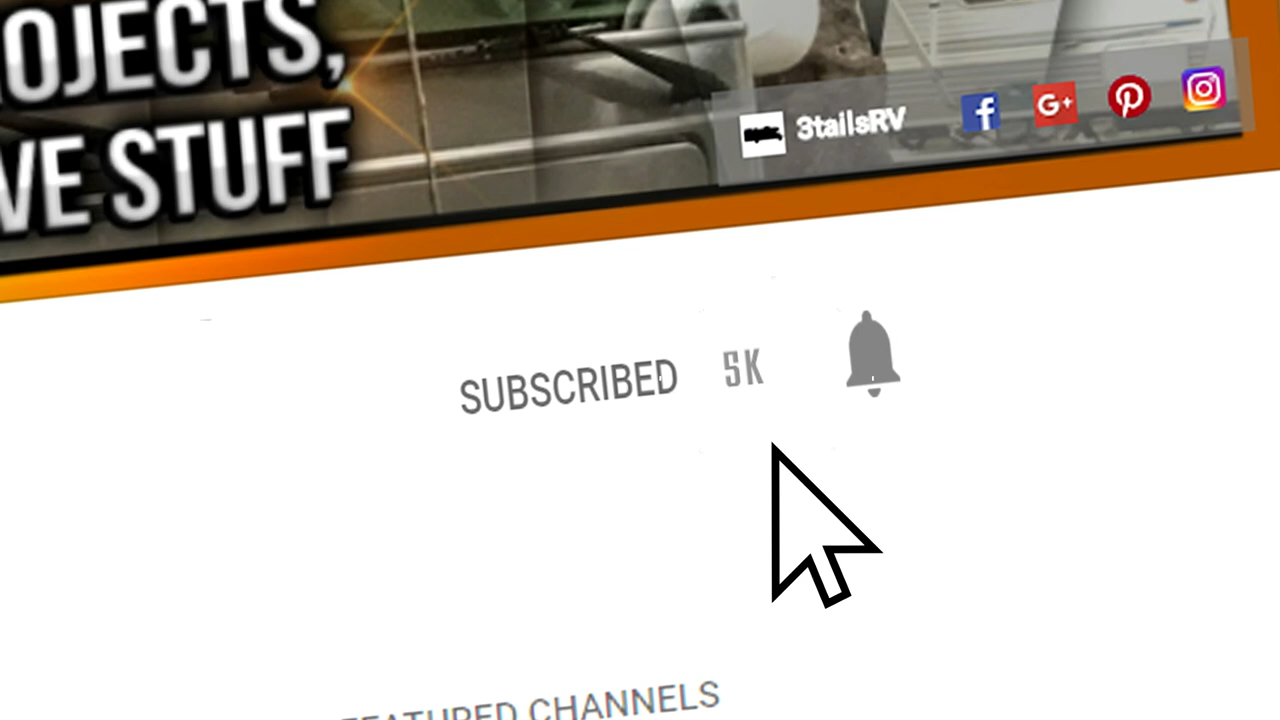 OJECTS,
VE STUFF
3tailsRV
G+
SUBSCRIBED 5K
FEATURED CHANNELS